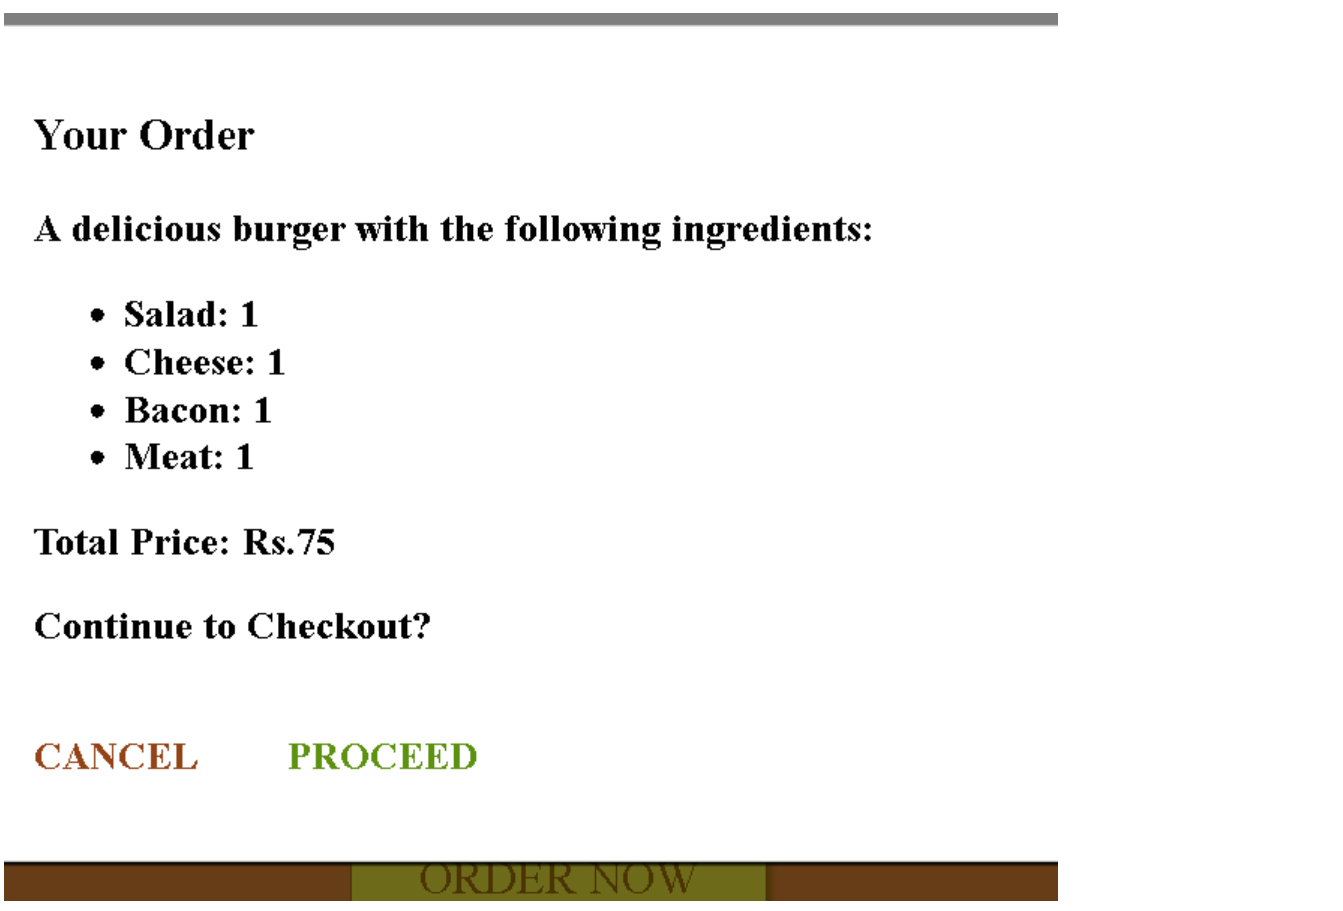 Your Order
A delicious burger with the following ingredients:
• Salad: 1
• Cheese: 1
• Bacon: 1
• Meat: 1
Total Price: Rs.75
Continue to Checkout?
CANCEL PROCEED
ORDER NOW